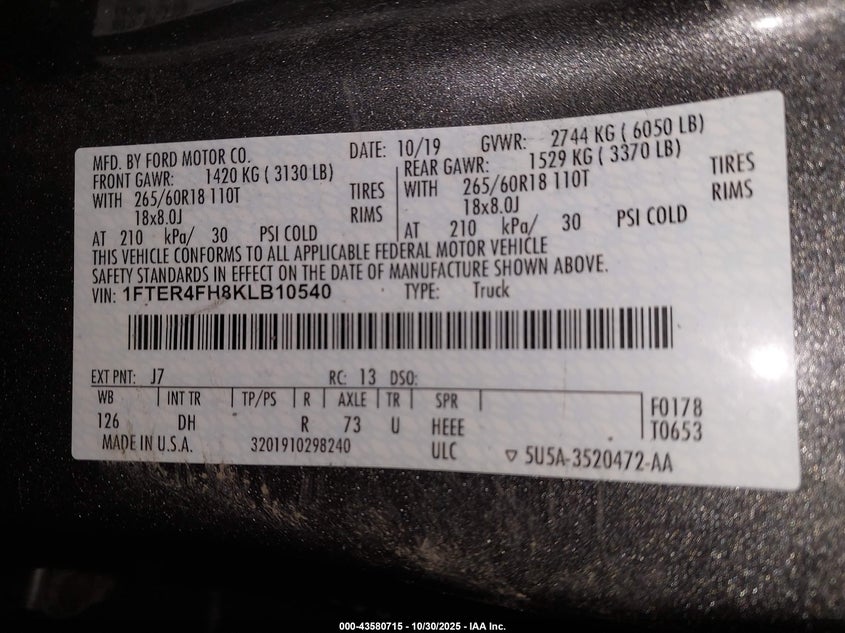 MFD. BY FORD MOTOR CO. DATE: 10/19 GVWR: 2744 KG ( 6050 LB)
FRONT GAWR: 1420 KG ( 3130 LB) REAR GAWR: 1529 KG ( 3370 LB)
WITH 265/60R18 110T TIRES WITH 265/60R18 110T TIRES
18x8.0J RIMS 18x8.0J RIMS
AT 210 kPa/ 30 PSI COLD AT 210 kPa/ 30 PSI COLD
THIS VEHICLE CONFORMS TO ALL APPLICABLE FEDERAL MOTOR VEHICLE
SAFETY STANDARDS IN EFFECT ON THE DATE OF MANUFACTURE SHOWN ABOVE.
VIN: 1FTER4FH8KLB10540 TYPE: Truck
EXT PNT: J7 RC: 13 DSO:
WB INT TR TP/PS R AXLE TR SPR
126 DH R 73 U HEEE F0178
ULC T0653
MADE IN U.S.A. 3201910298240 5U5A-3520472-AA
000-43580715 - 10/30/2025 - IAA Inc.